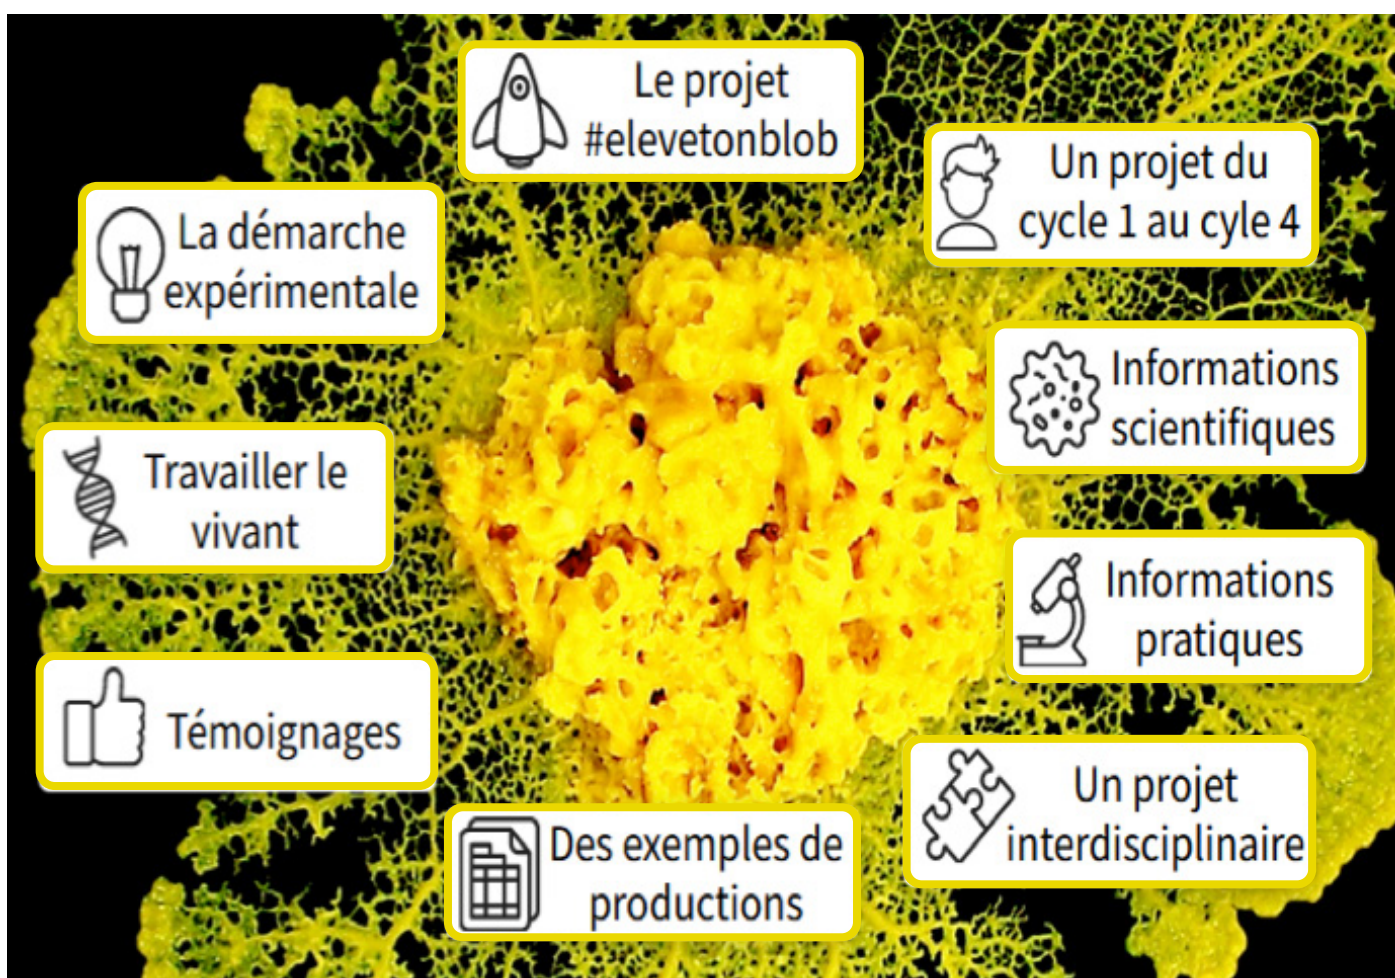 Le projet
#elevetonblob
Un projet du
cycle 1 au cyle 4
La démarche
expérimentale
Informations
scientifiques
Travailler le
vivant
Informations
pratiques
Témoignages
Un projet
interdisciplinaire
Des exemples de
productions